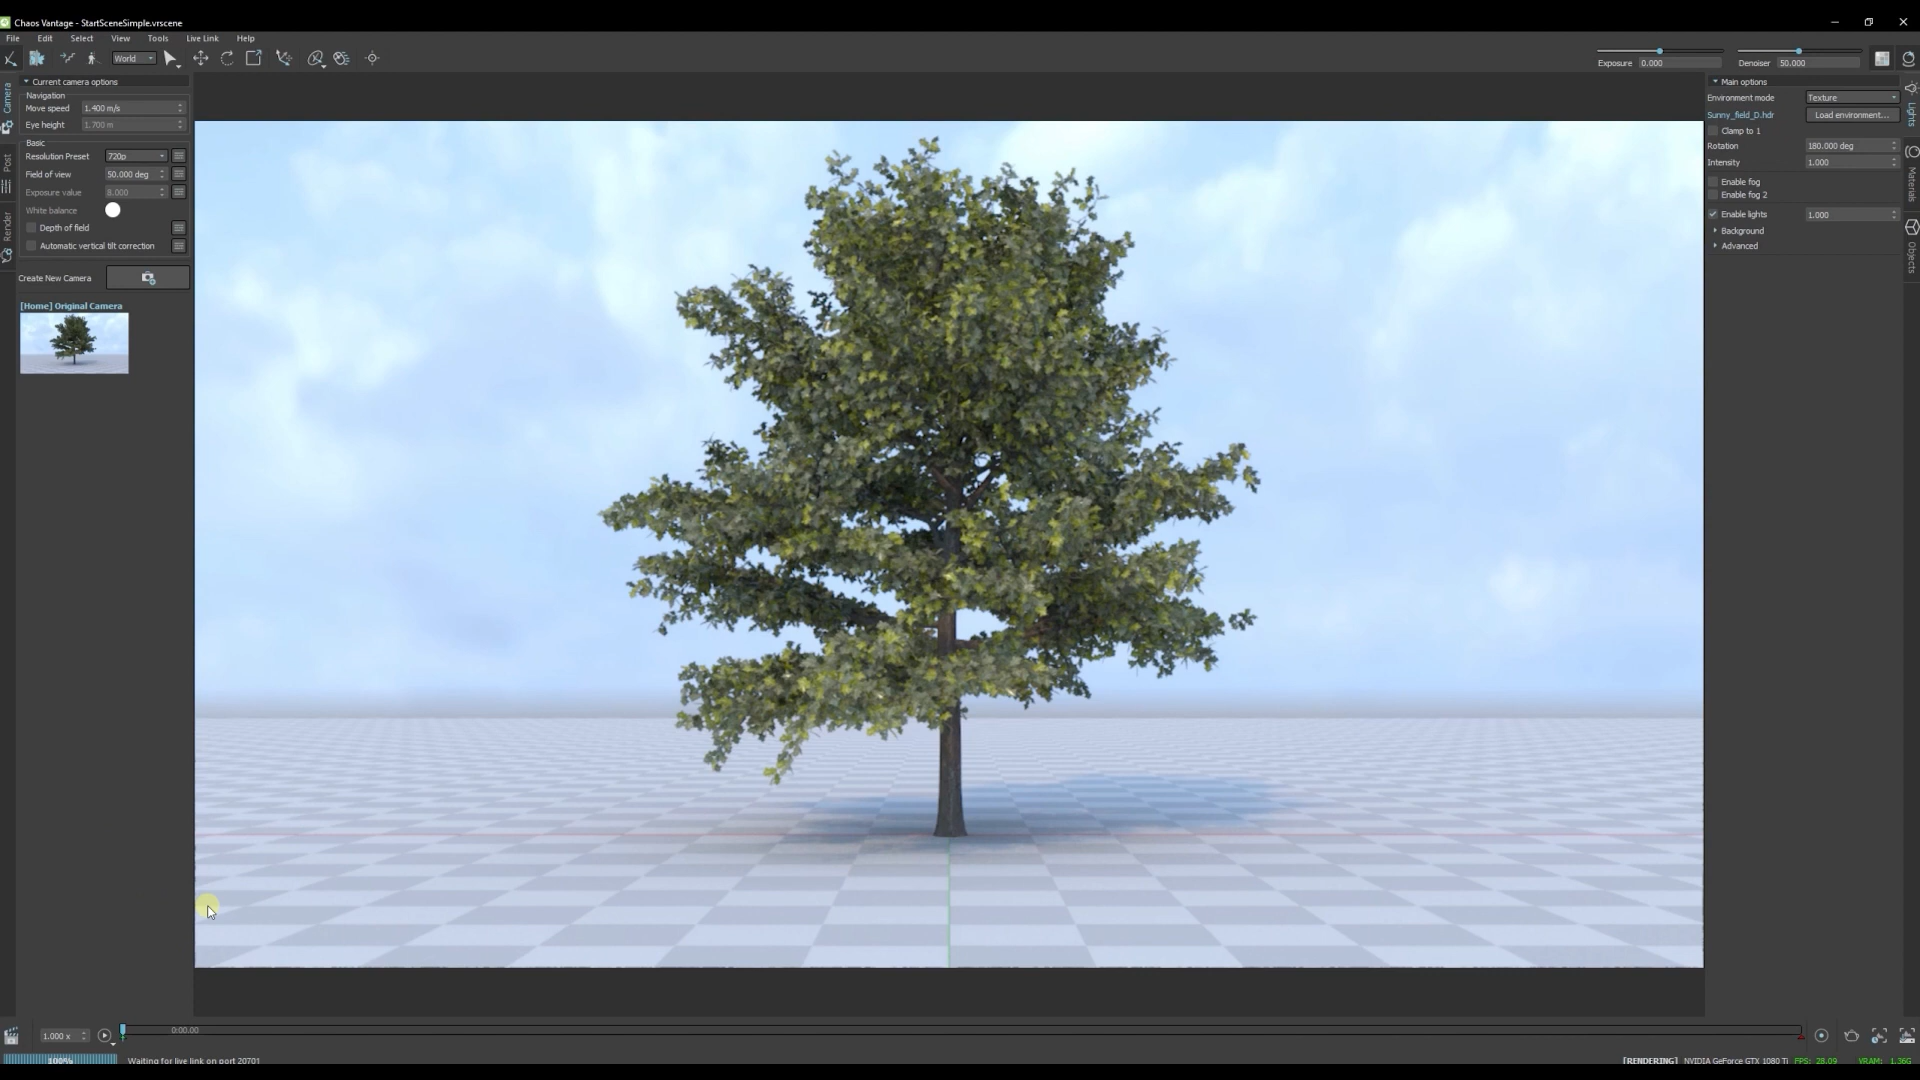 Chaos Vantage - StartSceneSimple.vrscene
File Edit Select View Tools Live Link Help
World
Exposure 0.000 Denoiser 50.000
Current camera options
Navigation
Move speed 1.400 m/s
Eye height 1.700 m
Basic
Resolution Preset 720p
Field of view 50.000 deg
Exposure value 8.000
White balance
Depth of field
Automatic vertical tilt correction
Create New Camera
[Home] Original Camera
Camera
Post
Render
Main options
Environment mode Texture
Sunny_field_D.hdr Load environment...
Clamp to 1
Rotation 180.000 deg
Intensity 1.000
Enable fog
Enable fog 2
Enable lights 1.000
Background
Advanced
Lights
Materials
Objects
1.000 x 0:00.00
100% Waiting for live link on port 20701
[RENDERING] NVIDIA GeForce GTX 1080 Ti FPS: 28.09 VRAM: 1.36G